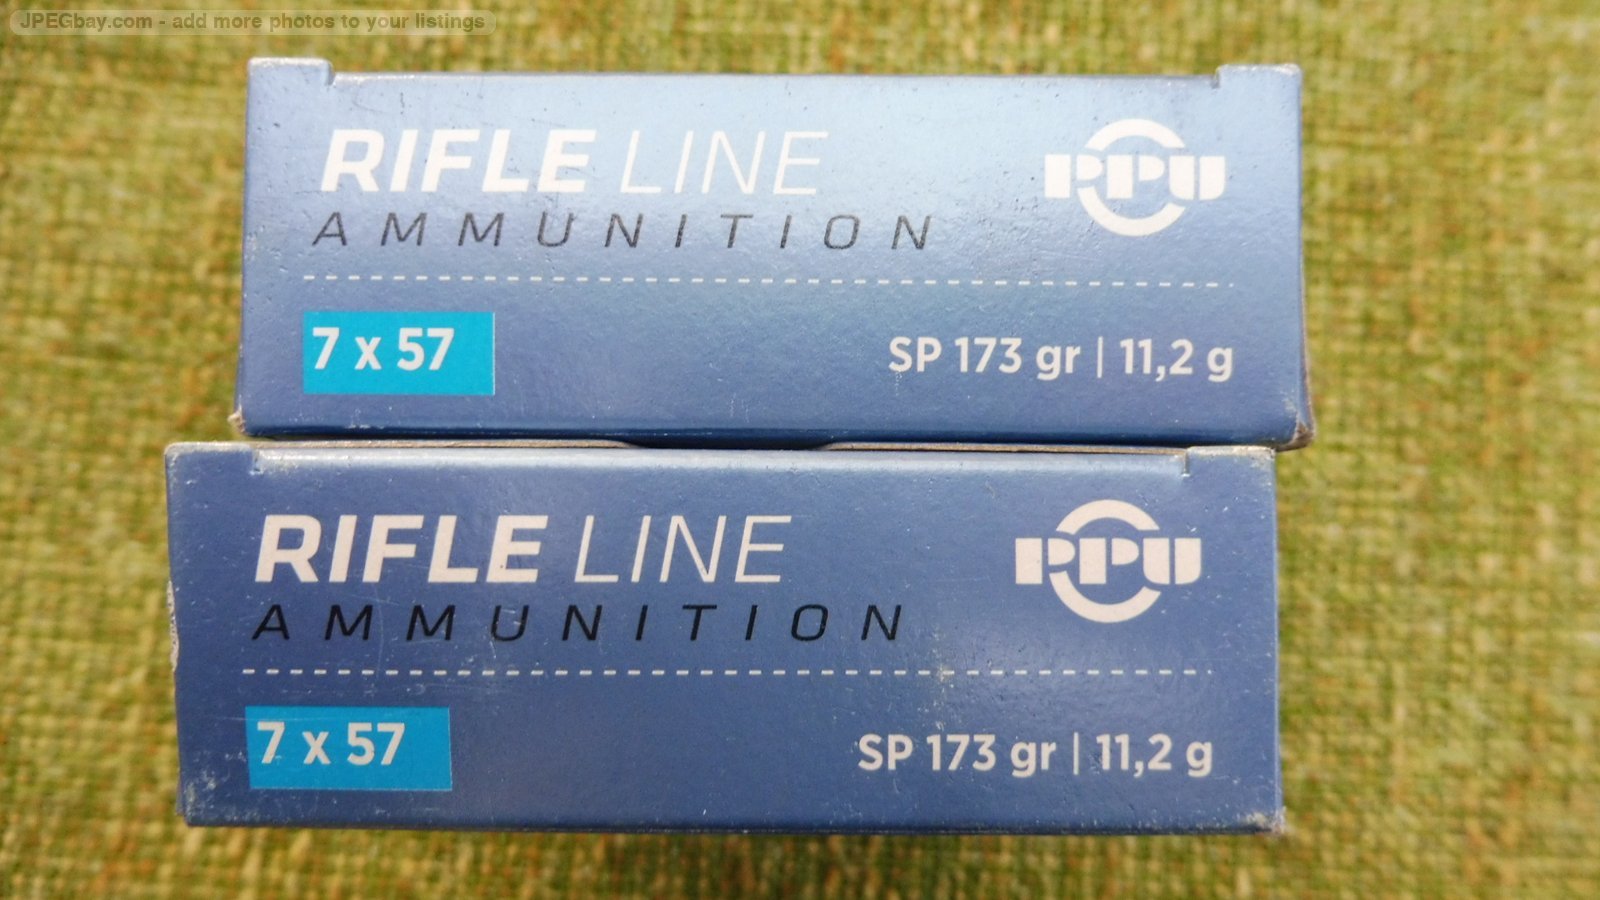 JPEGbay.com - add more photos to your listings
RIFLE LINE
AMMUNITION
PPU
7 x 57
SP 173 gr | 11,2 g
RIFLE LINE
AMMUNITION
PPU
7 x 57
SP 173 gr | 11,2 g